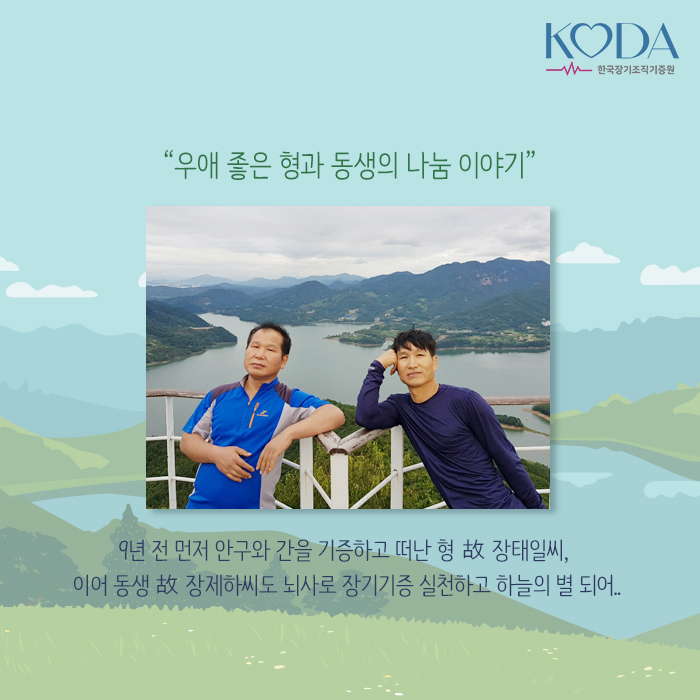 KODA
한국장기조직기증원
“우애 좋은 형과 동생의 나눔 이야기”
9년 전 먼저 안구와 간을 기증하고 떠난 형 故 장태일씨,
이어 동생 故 장제하씨도 뇌사로 장기기증 실천하고 하늘의 별 되어..